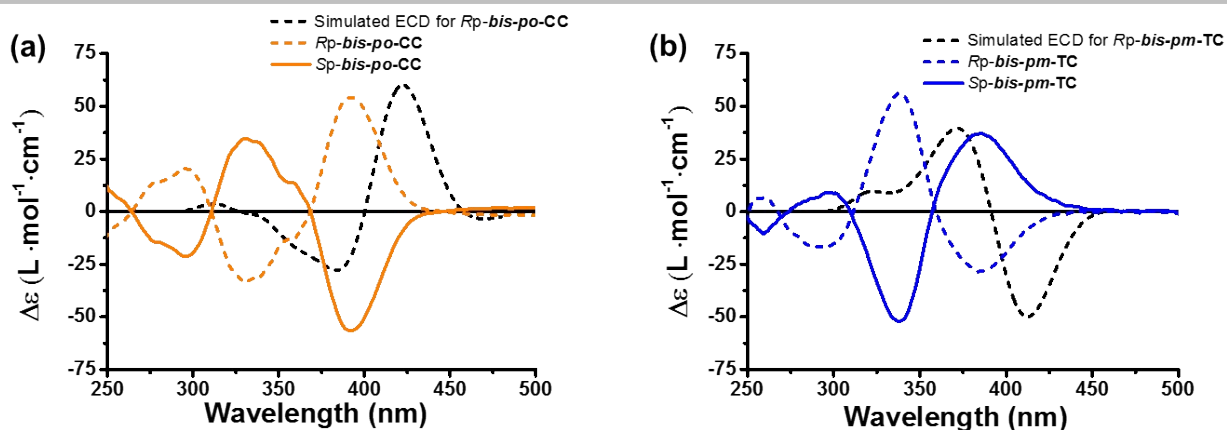 (a)
Simulated ECD for Rp-bis-po-CC
Rp-bis-po-CC
Sp-bis-po-CC
75
50
25
0
-25
-50
-75
Δε (L ·mol⁻¹·cm⁻¹)
250 300 350 400 450 500
Wavelength (nm)
(b)
Simulated ECD for Rp-bis-pm-TC
Rp-bis-pm-TC
Sp-bis-pm-TC
75
50
25
0
-25
-50
-75
Δε (L ·mol⁻¹·cm⁻¹)
250 300 350 400 450 500
Wavelength (nm)